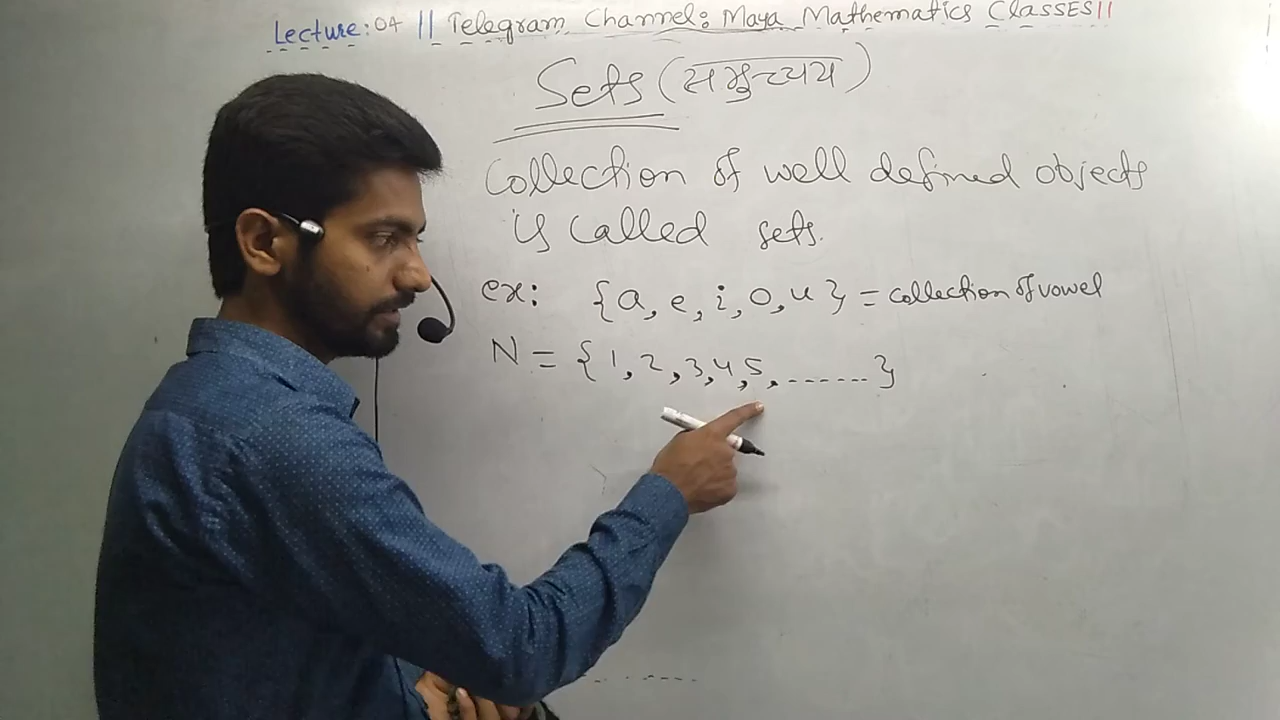 Lecture: 04 || Telegram Channel: Maya Mathematics Classes ||
Sets (समुच्चय)
Collection of well defined objects
is called sets.
ex: {a, e, i, o, u} = collection of vowel
N = {1, 2, 3, 4, 5, .......}